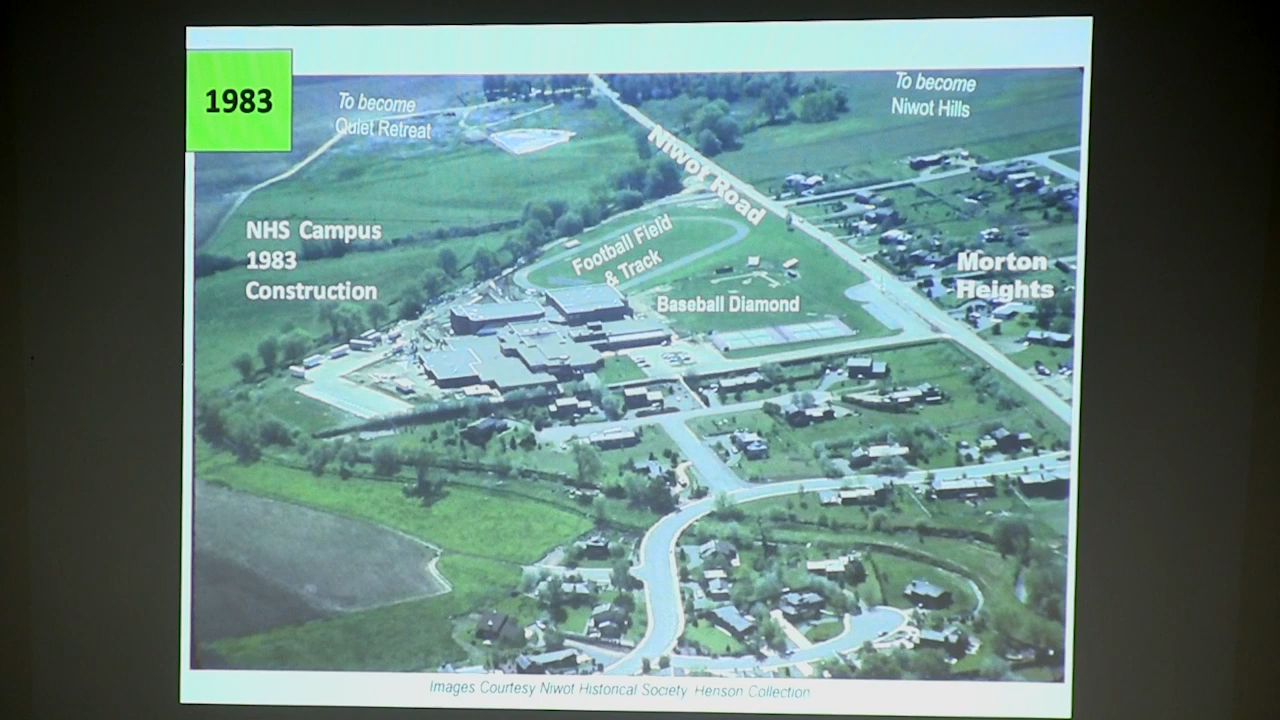 1983
To become
Quiet Retreat
To become
Niwot Hills
Niwot Road
NHS Campus
1983
Construction
Football Field
& Track
Baseball Diamond
Morton
Heights
Images Courtesy Niwot Historical Society Henson Collection